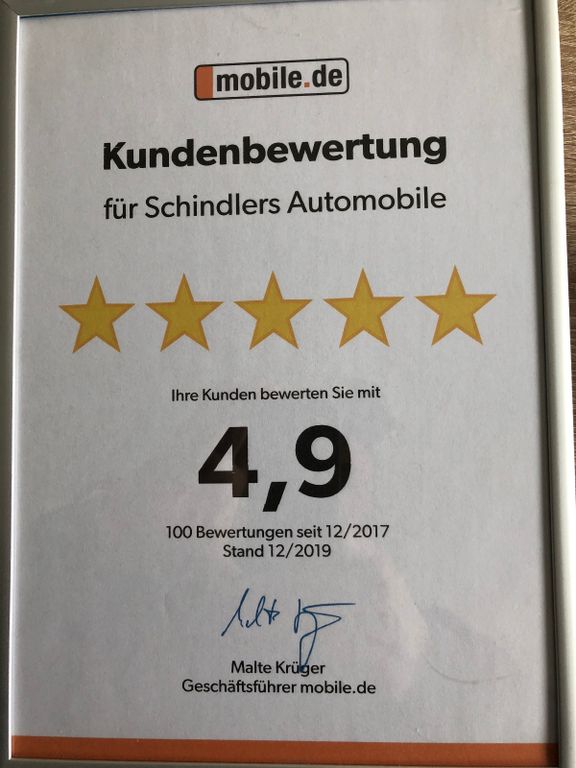 mobile.de
Kundenbewertung
für Schindlers Automobile
Ihre Kunden bewerten Sie mit
4,9
100 Bewertungen seit 12/2017
Stand 12/2019
Malte Krüger
Geschäftsführer mobile.de